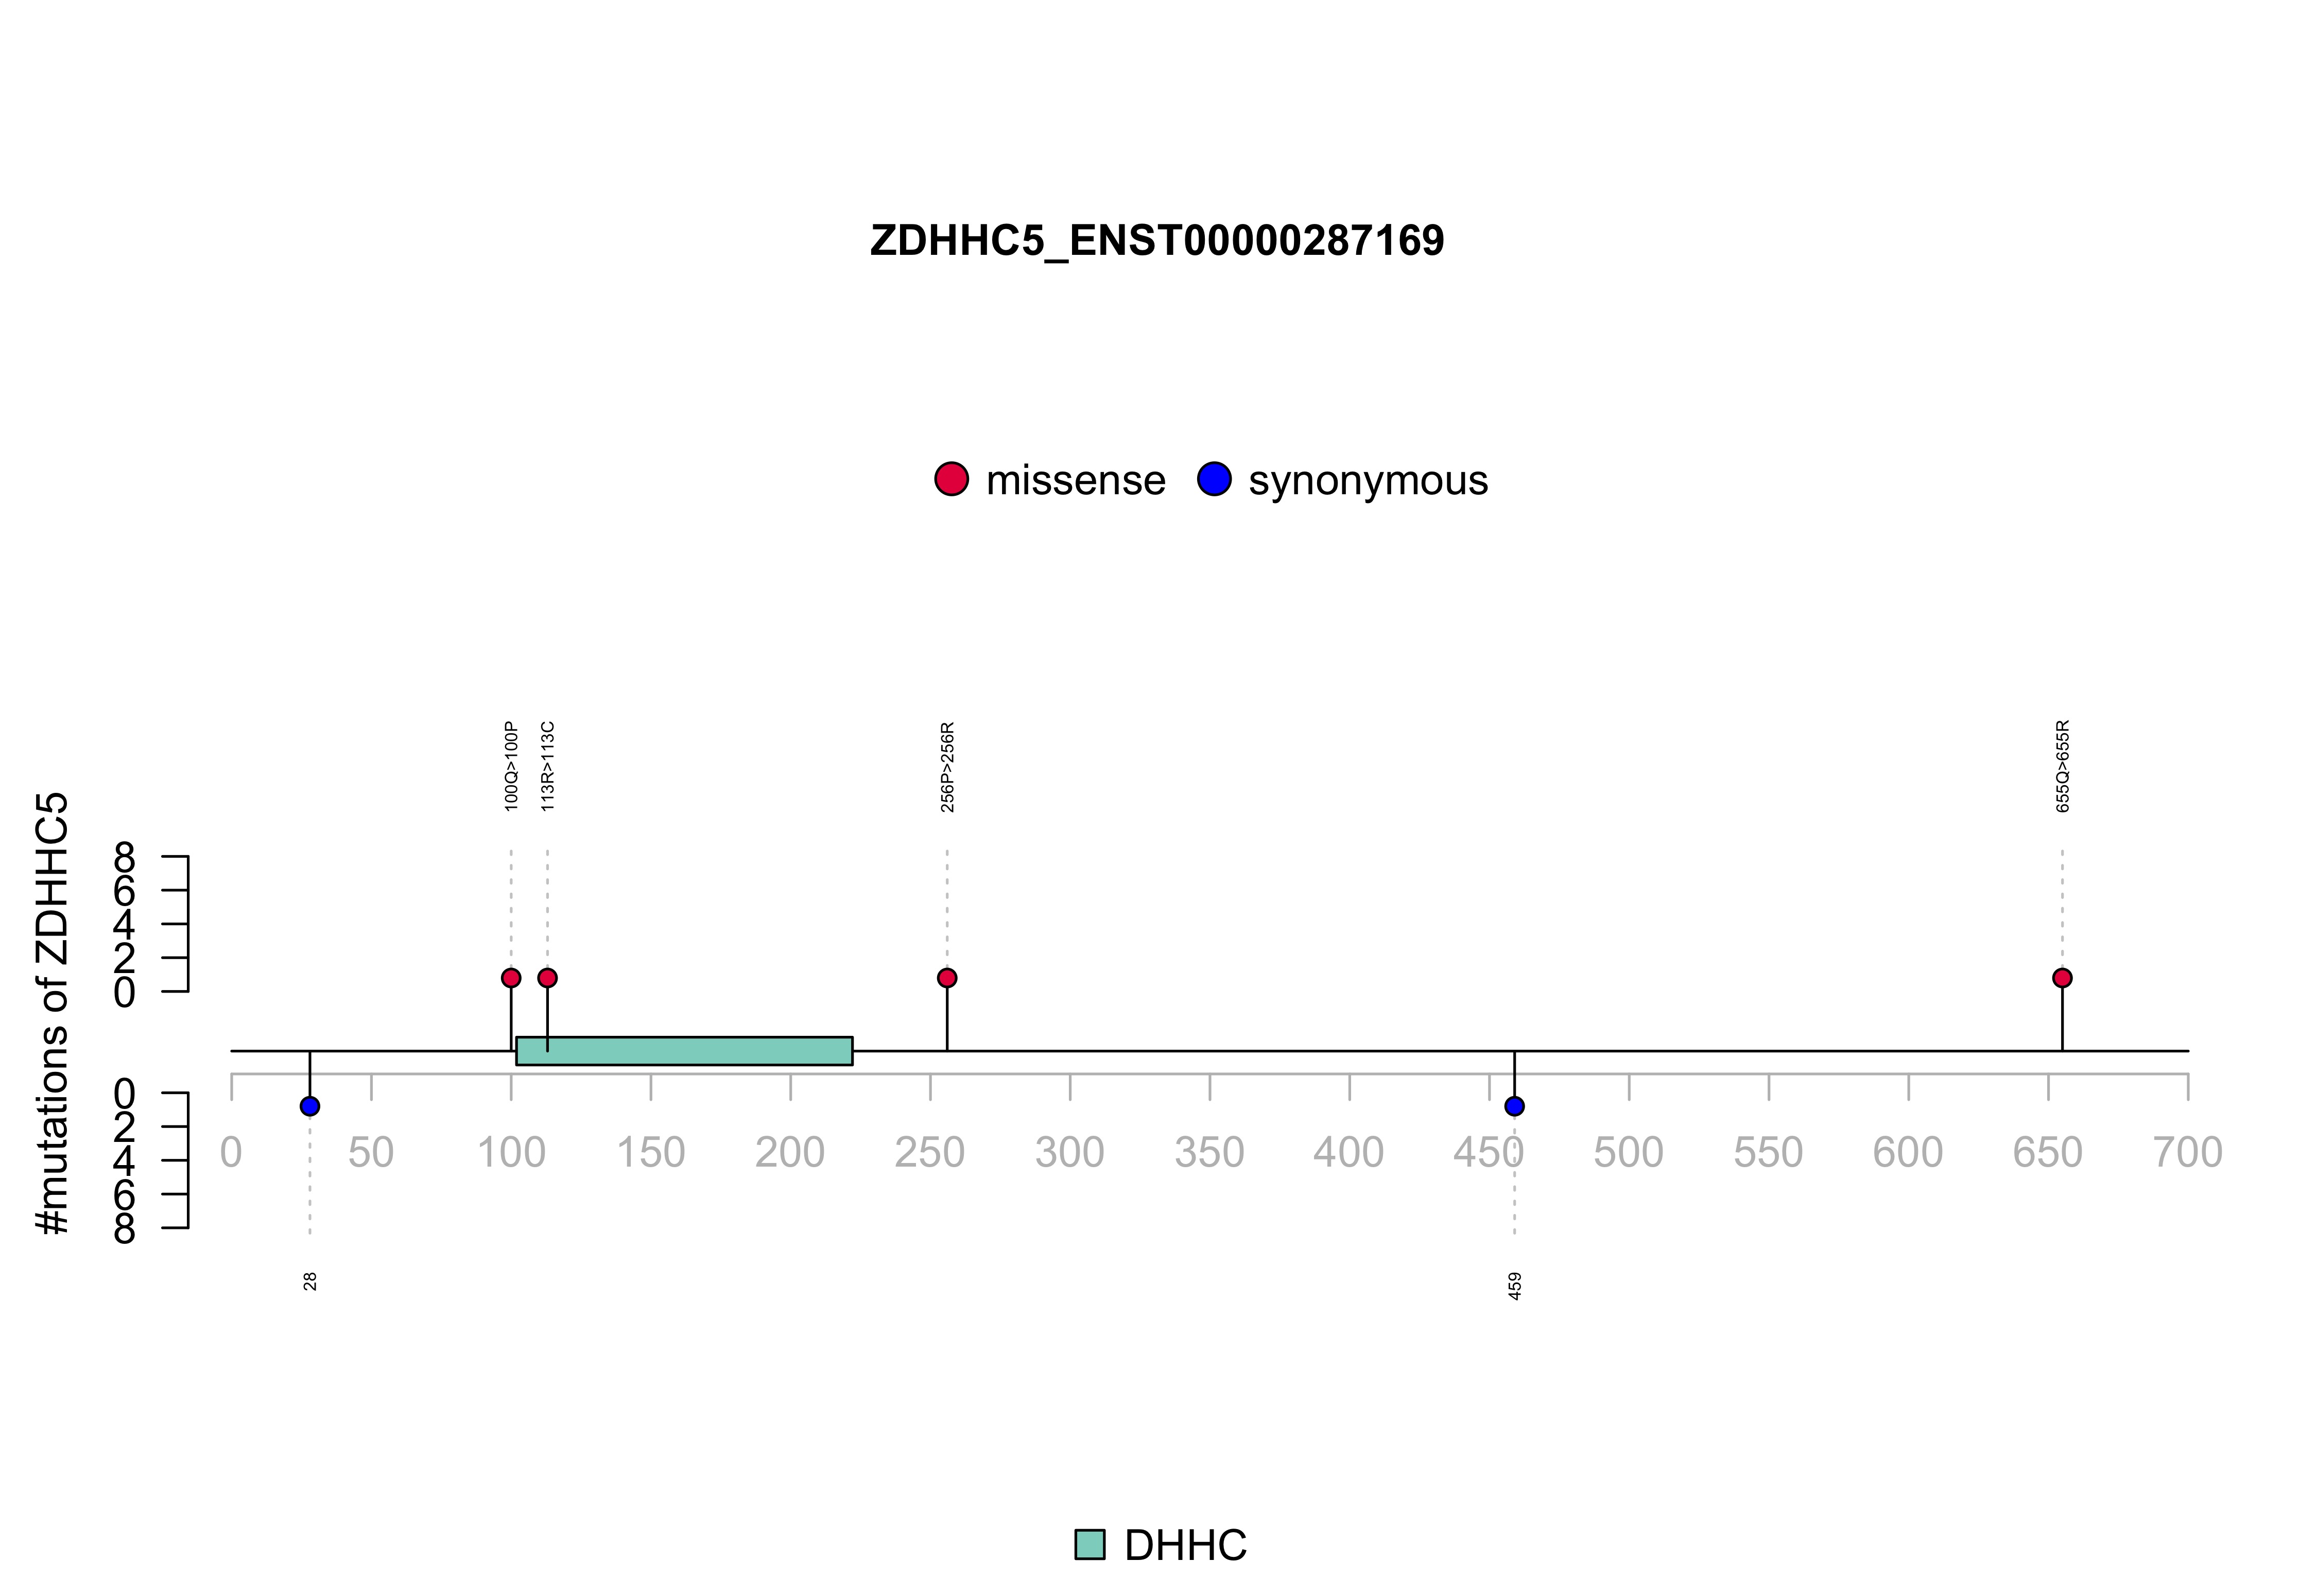 ZDHHC5_ENST00000287169
missense synonymous
100Q>100P
113R>113C
256P>256R
655Q>655R
#mutations of ZDHHC5
8
6
4
2
0
0
2
4
6
8
0 50 100 150 200 250 300 350 400 450 500 550 600 650 700
28
459
DHHC